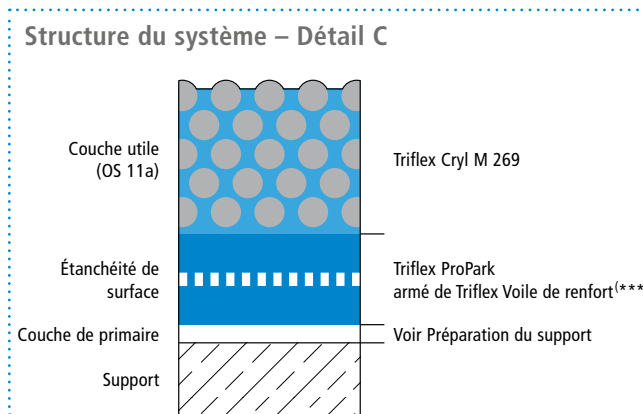 Structure du système – Détail C
Couche utile
(OS 11a)
Triflex Cryl M 269
Étanchéité de
surface
Triflex ProPark
armé de Triflex Voile de renfort(***
Couche de primaire
Voir Préparation du support
Support